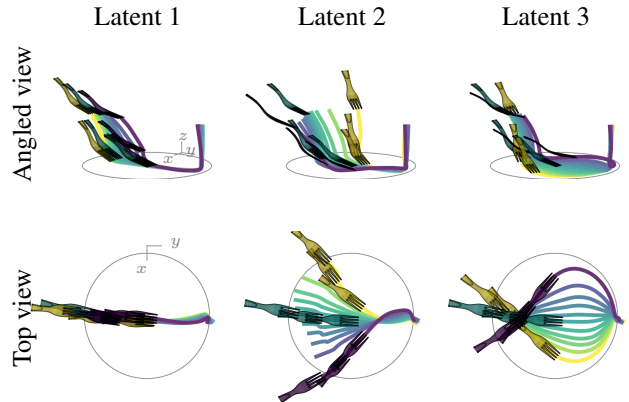 Latent 1 Latent 2 Latent 3
Angled view
z
x y
Top view
y
x